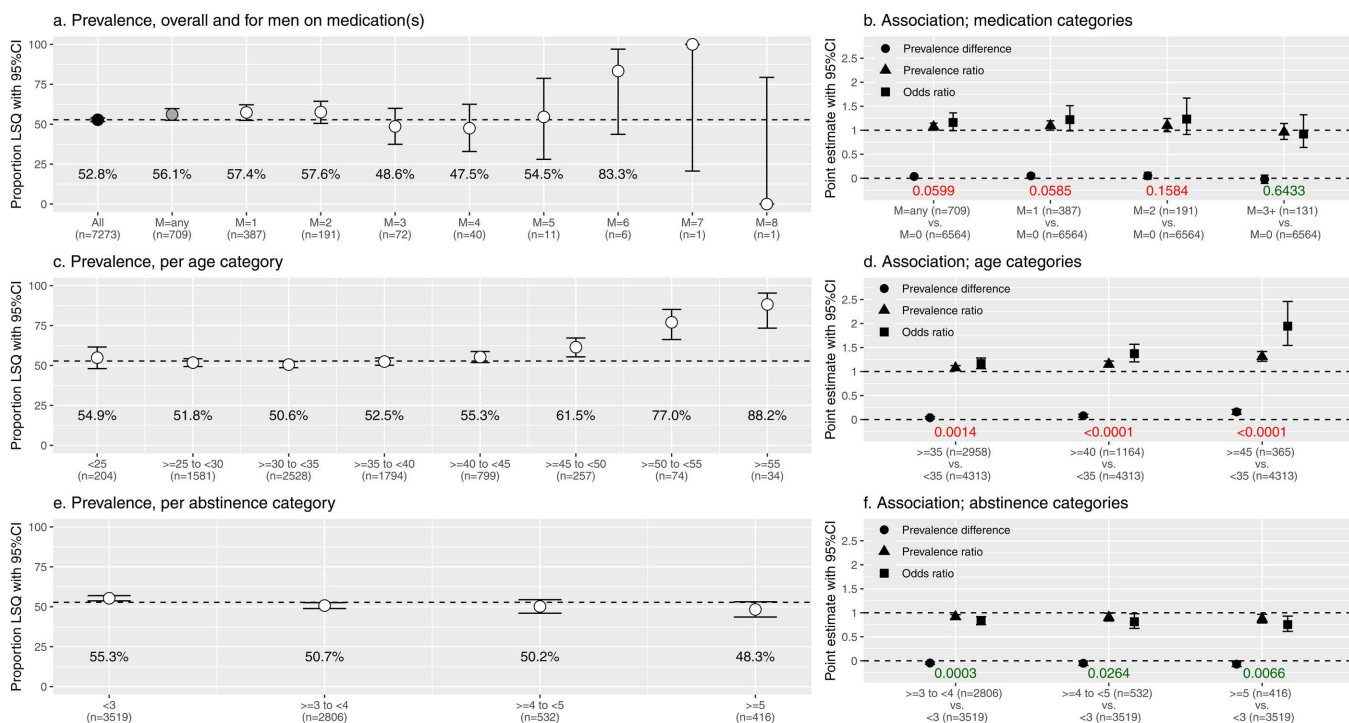 a. Prevalence, overall and for men on medication(s)
Proportion LSQ with 95%CI
100
75
50
25
0
52.8% 56.1% 57.4% 57.6% 48.6% 47.5% 54.5% 83.3%
All M=any M=1 M=2 M=3 M=4 M=5 M=6 M=7 M=8
(n=7273) (n=709) (n=387) (n=191) (n=72) (n=40) (n=11) (n=6) (n=1) (n=1)
b. Association; medication categories
Point estimate with 95%CI
2.5
2
1.5
1
0.5
0
Prevalence difference
Prevalence ratio
Odds ratio
0.0599 0.0585 0.1584 0.6433
M=any (n=709) M=1 (n=387) M=2 (n=191) M=3+ (n=131)
vs. vs. vs. vs.
M=0 (n=6564) M=0 (n=6564) M=0 (n=6564) M=0 (n=6564)
c. Prevalence, per age category
Proportion LSQ with 95%CI
100
75
50
25
0
54.9% 51.8% 50.6% 52.5% 55.3% 61.5% 77.0% 88.2%
<25 >=25 to <30 >=30 to <35 >=35 to <40 >=40 to <45 >=45 to <50 >=50 to <55 >=55
(n=204) (n=1581) (n=2528) (n=1794) (n=799) (n=257) (n=74) (n=34)
d. Association; age categories
Point estimate with 95%CI
2.5
2
1.5
1
0.5
0
Prevalence difference
Prevalence ratio
Odds ratio
0.0014 <0.0001 <0.0001
>=35 (n=2958) >=40 (n=1164) >=45 (n=365)
vs. vs. vs.
<35 (n=4313) <35 (n=4313) <35 (n=4313)
e. Prevalence, per abstinence category
Proportion LSQ with 95%CI
100
75
50
25
0
55.3% 50.7% 50.2% 48.3%
<3 >=3 to <4 >=4 to <5 >=5
(n=3519) (n=2806) (n=532) (n=416)
f. Association; abstinence categories
Point estimate with 95%CI
2.5
2
1.5
1
0.5
0
Prevalence difference
Prevalence ratio
Odds ratio
0.0003 0.0264 0.0066
>=3 to <4 (n=2806) >=4 to <5 (n=532) >=5 (n=416)
vs. vs. vs.
<3 (n=3519) <3 (n=3519) <3 (n=3519)